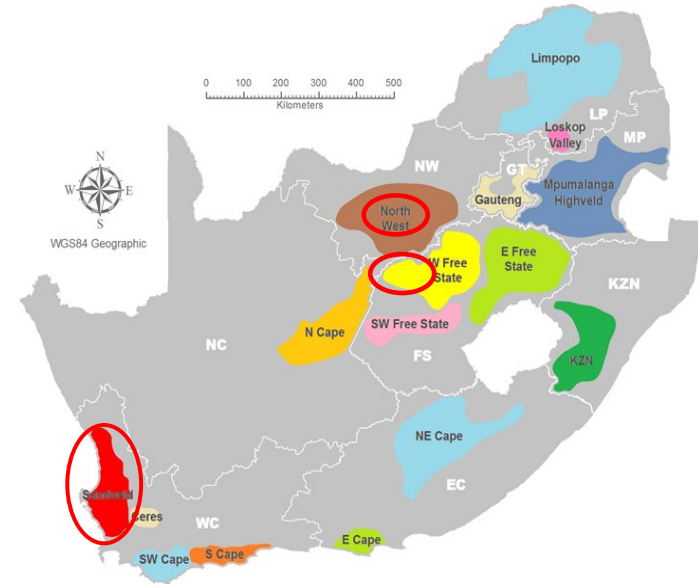 0 100 200 300 400 500
Kilometers
N
W E
S
WGS84 Geographic
Limpopo
LP
Loskop
Valley
MP
NW
GT
Gauteng
Mpumalanga
Highveld
North
West
W Free
State
E Free
State
KZN
N Cape
SW Free State
NC
FS
KZN
NE Cape
EC
Sandveld
Ceres
WC
SW Cape
S Cape
E Cape